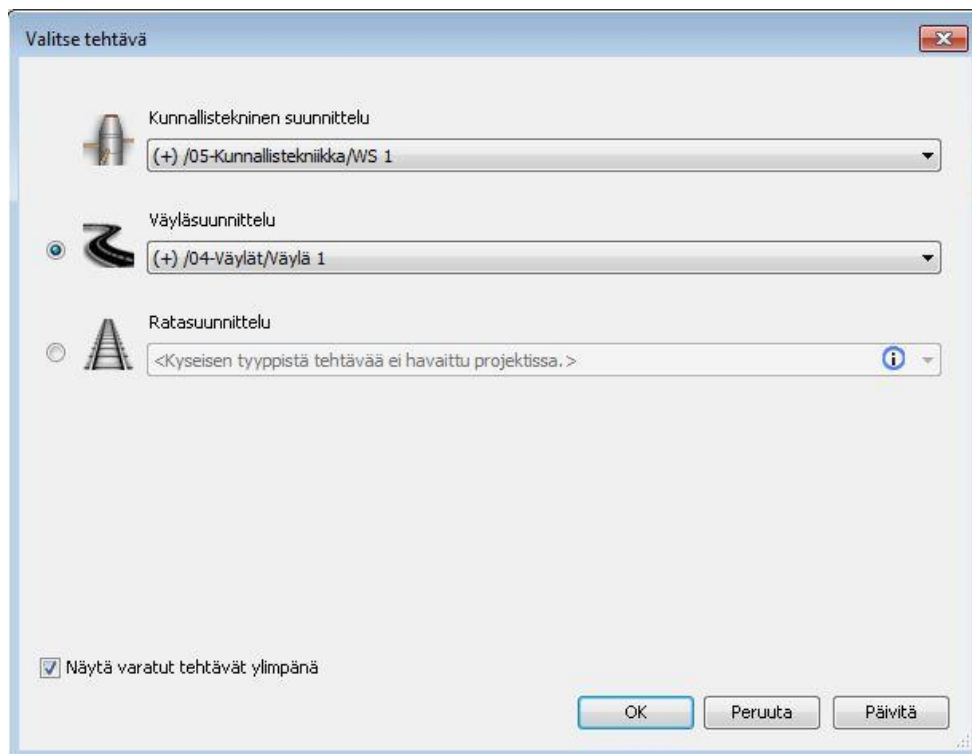 Valitse tehtävä
Kunnallistekninen suunnittelu
(+) /05-Kunnallistekniikka/WS 1
Väyläsuunnittelu
(+) /04-Väylät/Väylä 1
Ratasuunnittelu
<Kyseisen tyyppistä tehtävää ei havaittu projektissa.>
Näytä varatut tehtävät ylimpänä
OK Peruuta Päivitä